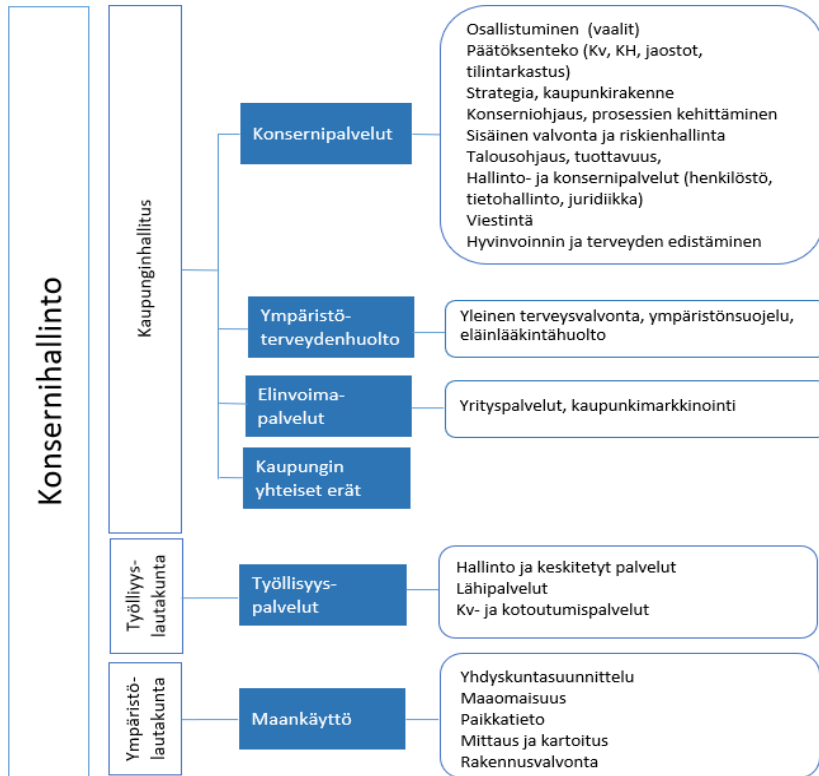 Konsernihallinto
Kaupunginhallitus
Konsernipalvelut
Osallistuminen (vaalit)
Päätöksenteko (Kv, KH, jaostot,
tilintarkastus)
Strategia, kaupunkirakenne
Konserniohjaus, prosessien kehittäminen
Sisäinen valvonta ja riskienhallinta
Talousohjaus, tuottavuus,
Hallinto- ja konsernipalvelut (henkilöstö,
tietohallinto, juridiikka)
Viestintä
Hyvinvoinnin ja terveyden edistäminen
Ympäristö-
terveydenhuolto
Yleinen terveysvalvonta, ympäristönsuojelu,
eläinlääkintähuolto
Elinvoima-
palvelut
Yrityspalvelut, kaupunkimarkkinointi
Kaupungin
yhteiset erät
Työlliyys-
lautakunta
Työllisyys-
palvelut
Hallinto ja keskitetyt palvelut
Lähipalvelut
Kv- ja kotoutumispalvelut
Ympäristö-
lautakunta
Maankäyttö
Yhdyskuntasuunnittelu
Maaomaisuus
Paikkatieto
Mittaus ja kartoitus
Rakennusvalvonta